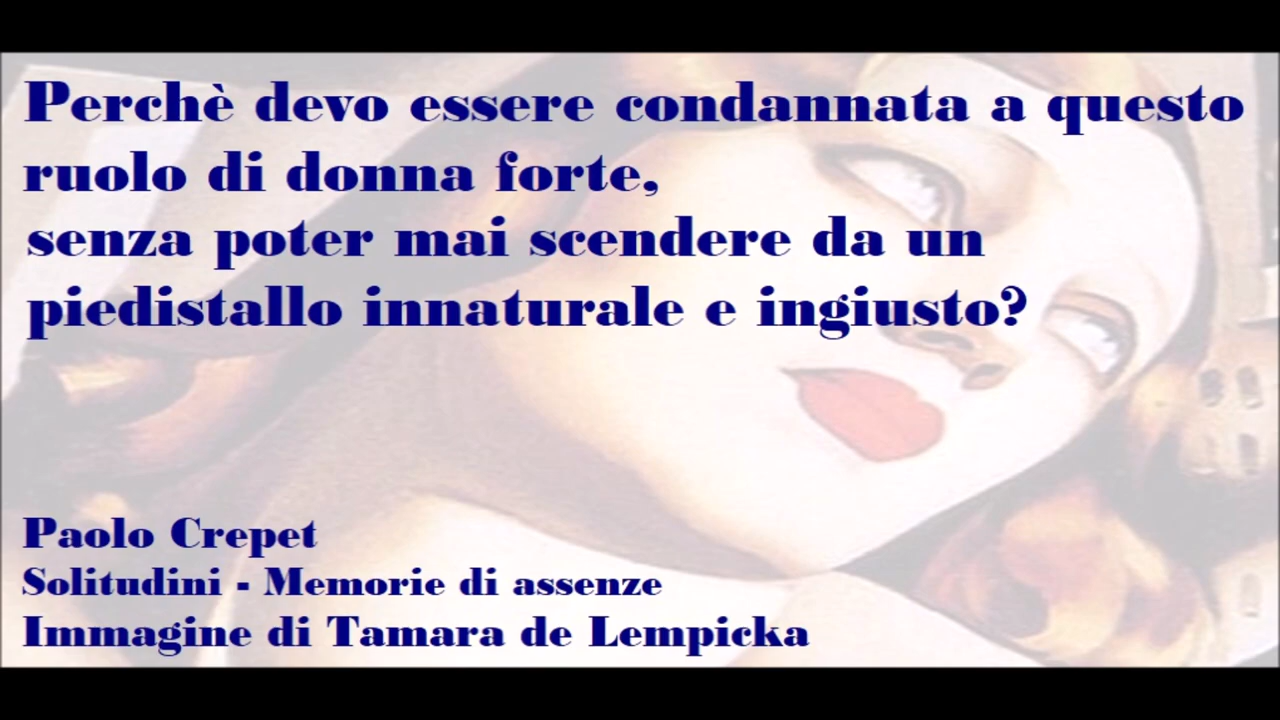 Perchè devo essere condannata a questo
ruolo di donna forte,
senza poter mai scendere da un
piedistallo innaturale e ingiusto?
Paolo Crepet
Solitudini - Memorie di assenze
Immagine di Tamara de Lempicka